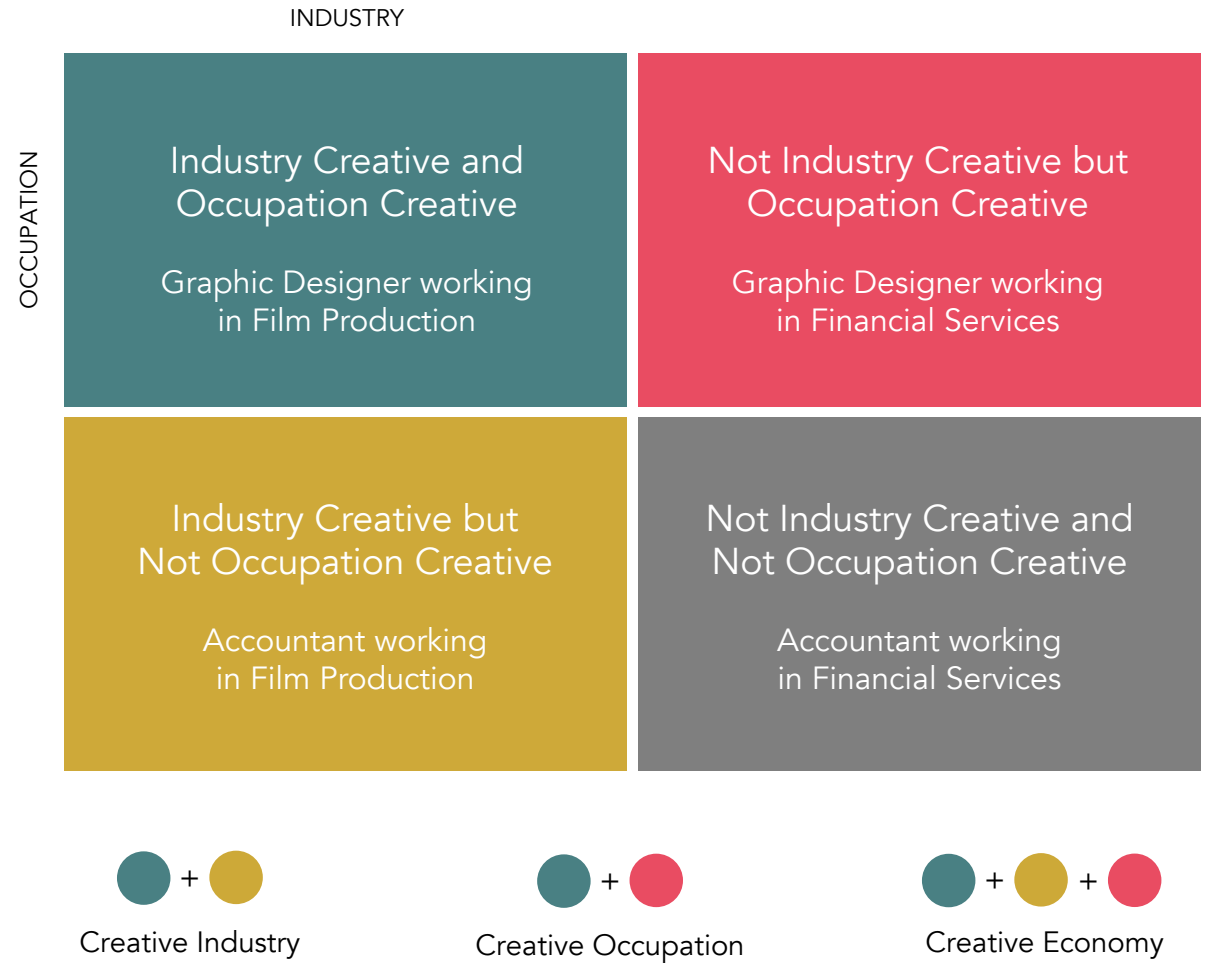 INDUSTRY
OCCUPATION
Industry Creative and
Occupation Creative
Graphic Designer working
in Film Production
Not Industry Creative but
Occupation Creative
Graphic Designer working
in Financial Services
Industry Creative but
Not Occupation Creative
Accountant working
in Film Production
Not Industry Creative and
Not Occupation Creative
Accountant working
in Financial Services
+
Creative Industry
+
Creative Occupation
+ +
Creative Economy